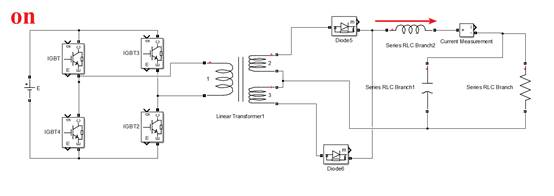 on
Diode5
IGBT
IGBT3
Series RLC Branch2
Current Measurement
E
1
2
3
Series RLC Branch1
Series RLC Branch
IGBT4
IGBT2
Linear Transformer1
Diode6